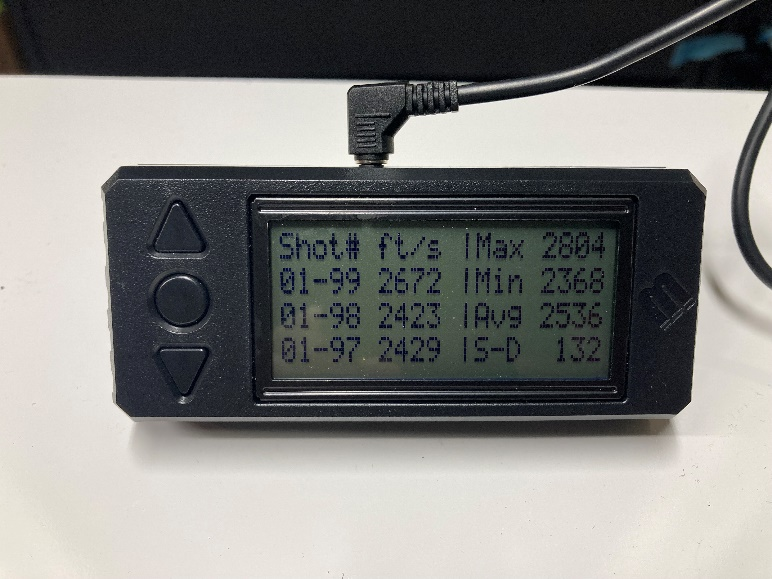 Shot# ft/s |Max 2804
01-99 2672 |Min 2368
01-98 2423 |Avg 2536
01-97 2429 |S-D 132
m